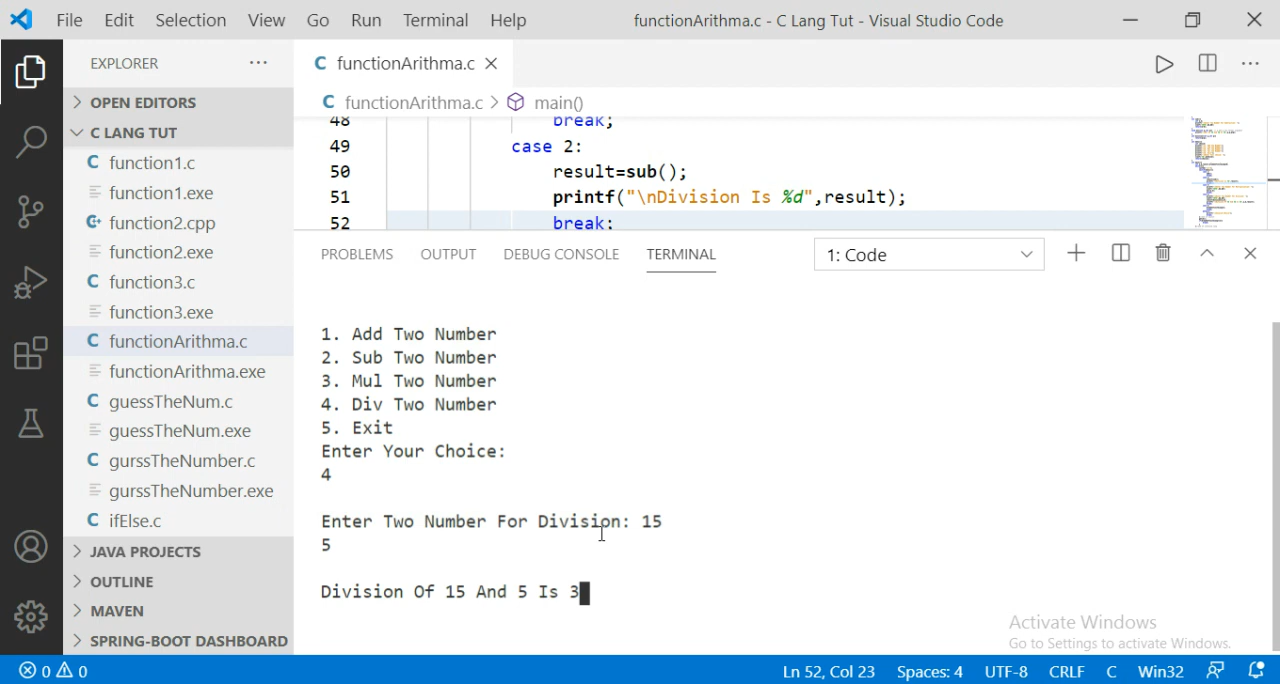 File Edit Selection View Go Run Terminal Help functionArithma.c - C Lang Tut - Visual Studio Code
EXPLORER ···
functionArithma.c
functionArithma.c > main()
OPEN EDITORS
C LANG TUT
function1.c
function1.exe
function2.cpp
function2.exe
function3.c
function3.exe
functionArithma.c
functionArithma.exe
guessTheNum.c
guessTheNum.exe
gurssTheNumber.c
gurssTheNumber.exe
ifElse.c
JAVA PROJECTS
OUTLINE
MAVEN
SPRING-BOOT DASHBOARD
48 break;
49 case 2:
50 result=sub();
51 printf("\nDivision Is %d",result);
52 break;
PROBLEMS OUTPUT DEBUG CONSOLE TERMINAL 1: Code
1. Add Two Number
2. Sub Two Number
3. Mul Two Number
4. Div Two Number
5. Exit
Enter Your Choice:
4
Enter Two Number For Division: 15
5
Division Of 15 And 5 Is 3
Activate Windows
Go to Settings to activate Windows.
0 0 Ln 52, Col 23 Spaces: 4 UTF-8 CRLF C Win32